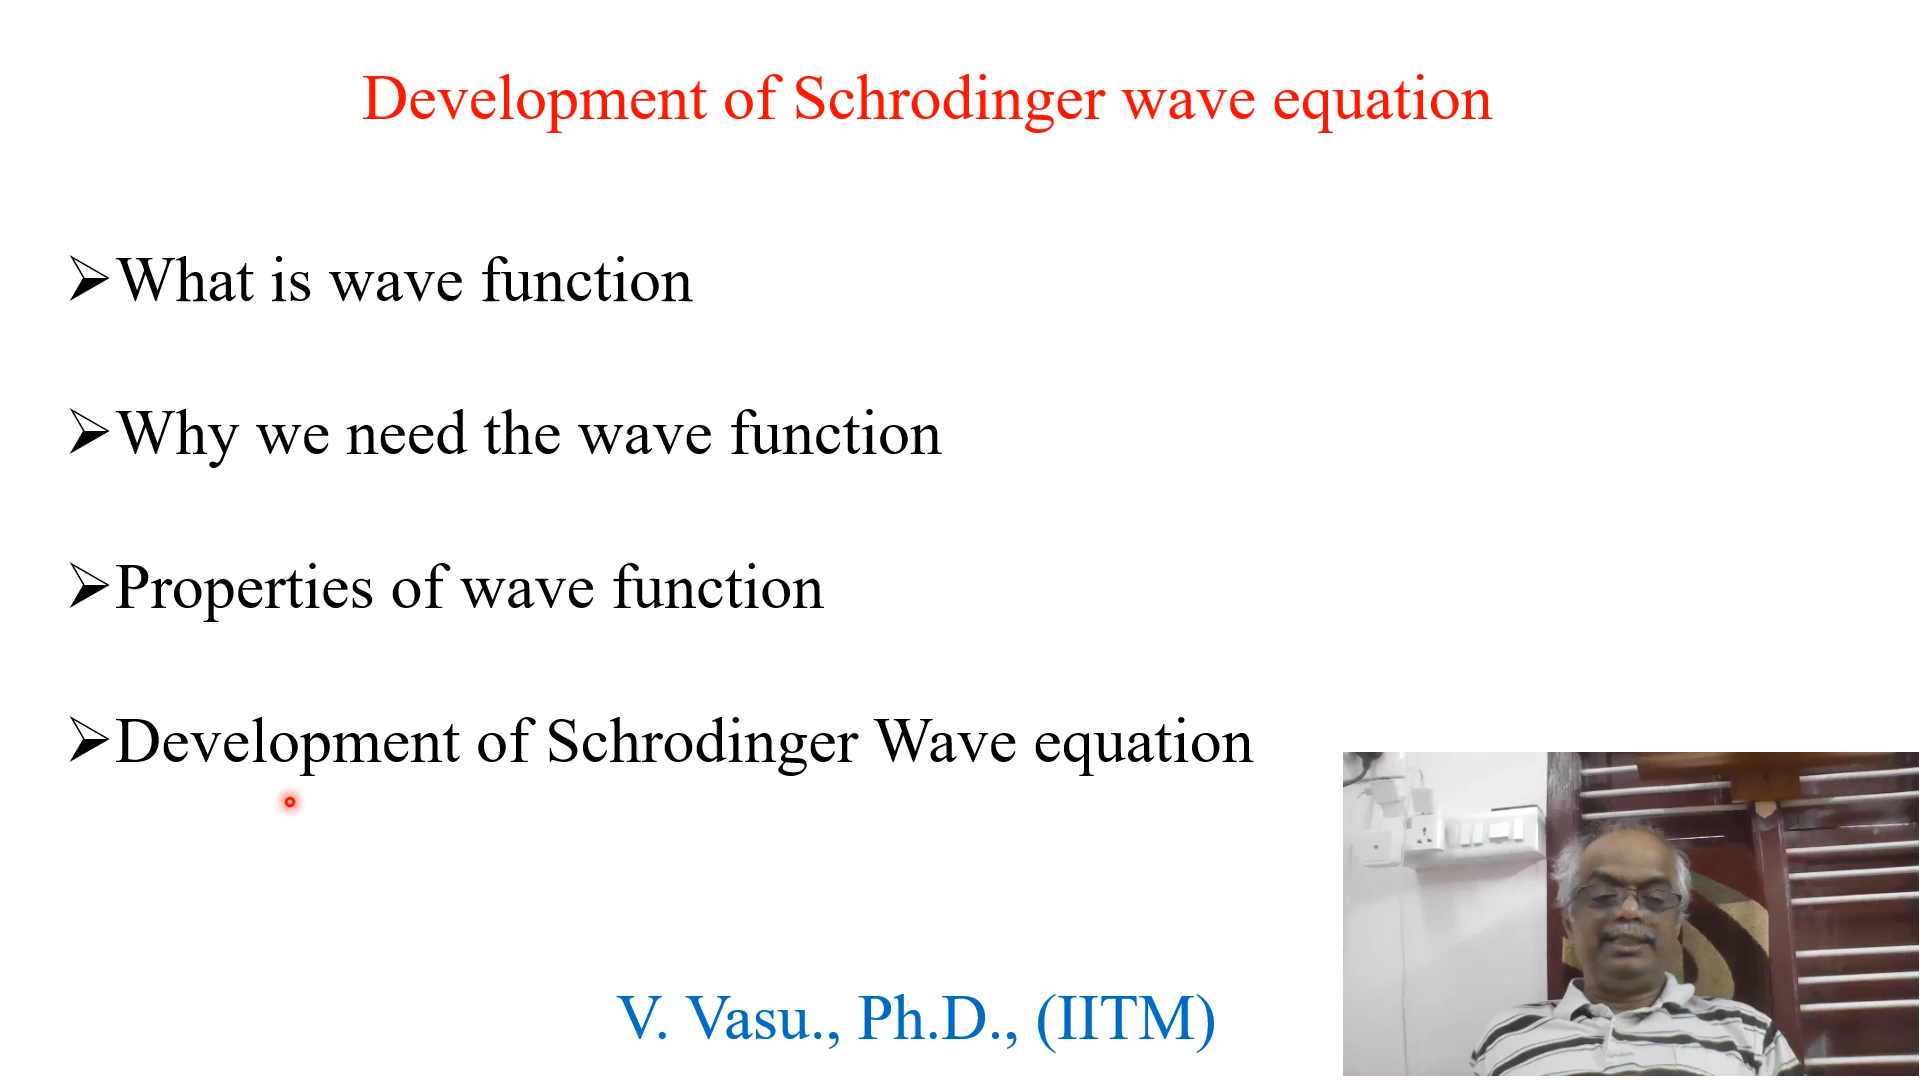 Development of Schrodinger wave equation
➢What is wave function
➢Why we need the wave function
➢Properties of wave function
➢Development of Schrodinger Wave equation
V. Vasu., Ph.D., (IITM)